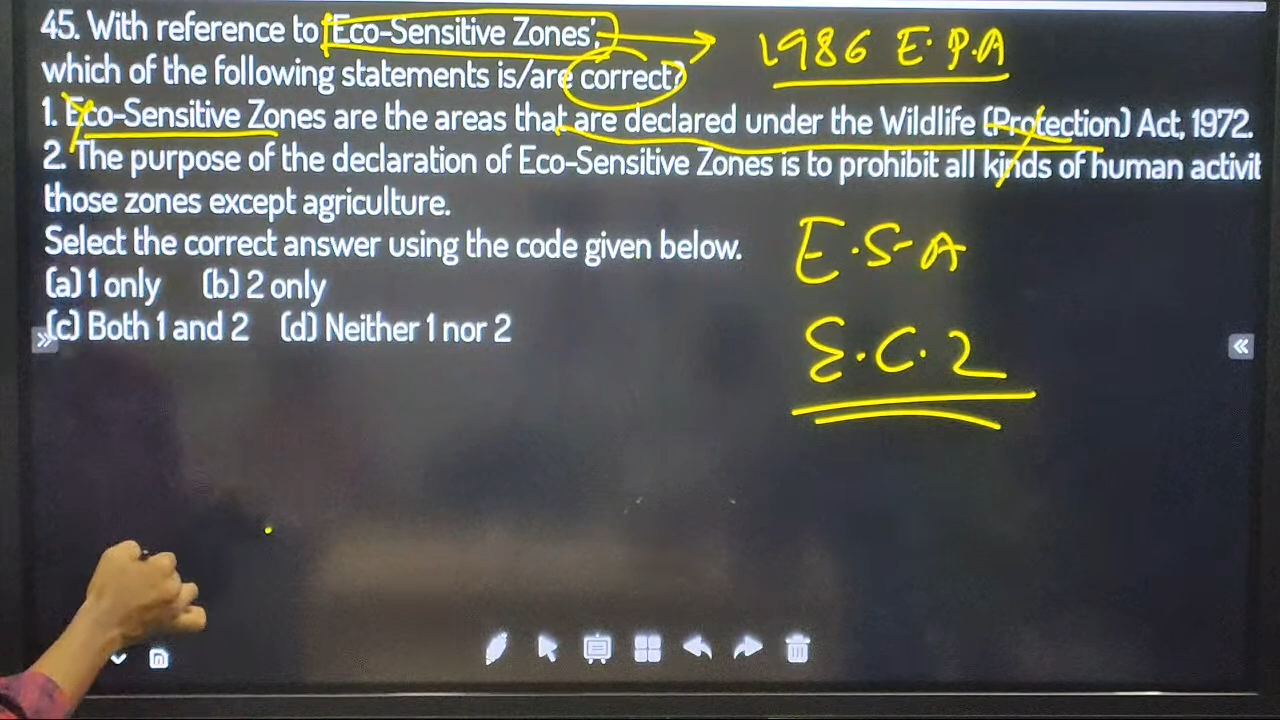 45. With reference to 'Eco-Sensitive Zones', 1986 E.P.A
which of the following statements is/are correct?
1. Eco-Sensitive Zones are the areas that are declared under the Wildlife (Protection) Act, 1972.
2. The purpose of the declaration of Eco-Sensitive Zones is to prohibit all kinds of human activit
those zones except agriculture.
E.S.A
Select the correct answer using the code given below.
(a) 1 only (b) 2 only
(c) Both 1 and 2 (d) Neither 1 nor 2
E.C.2